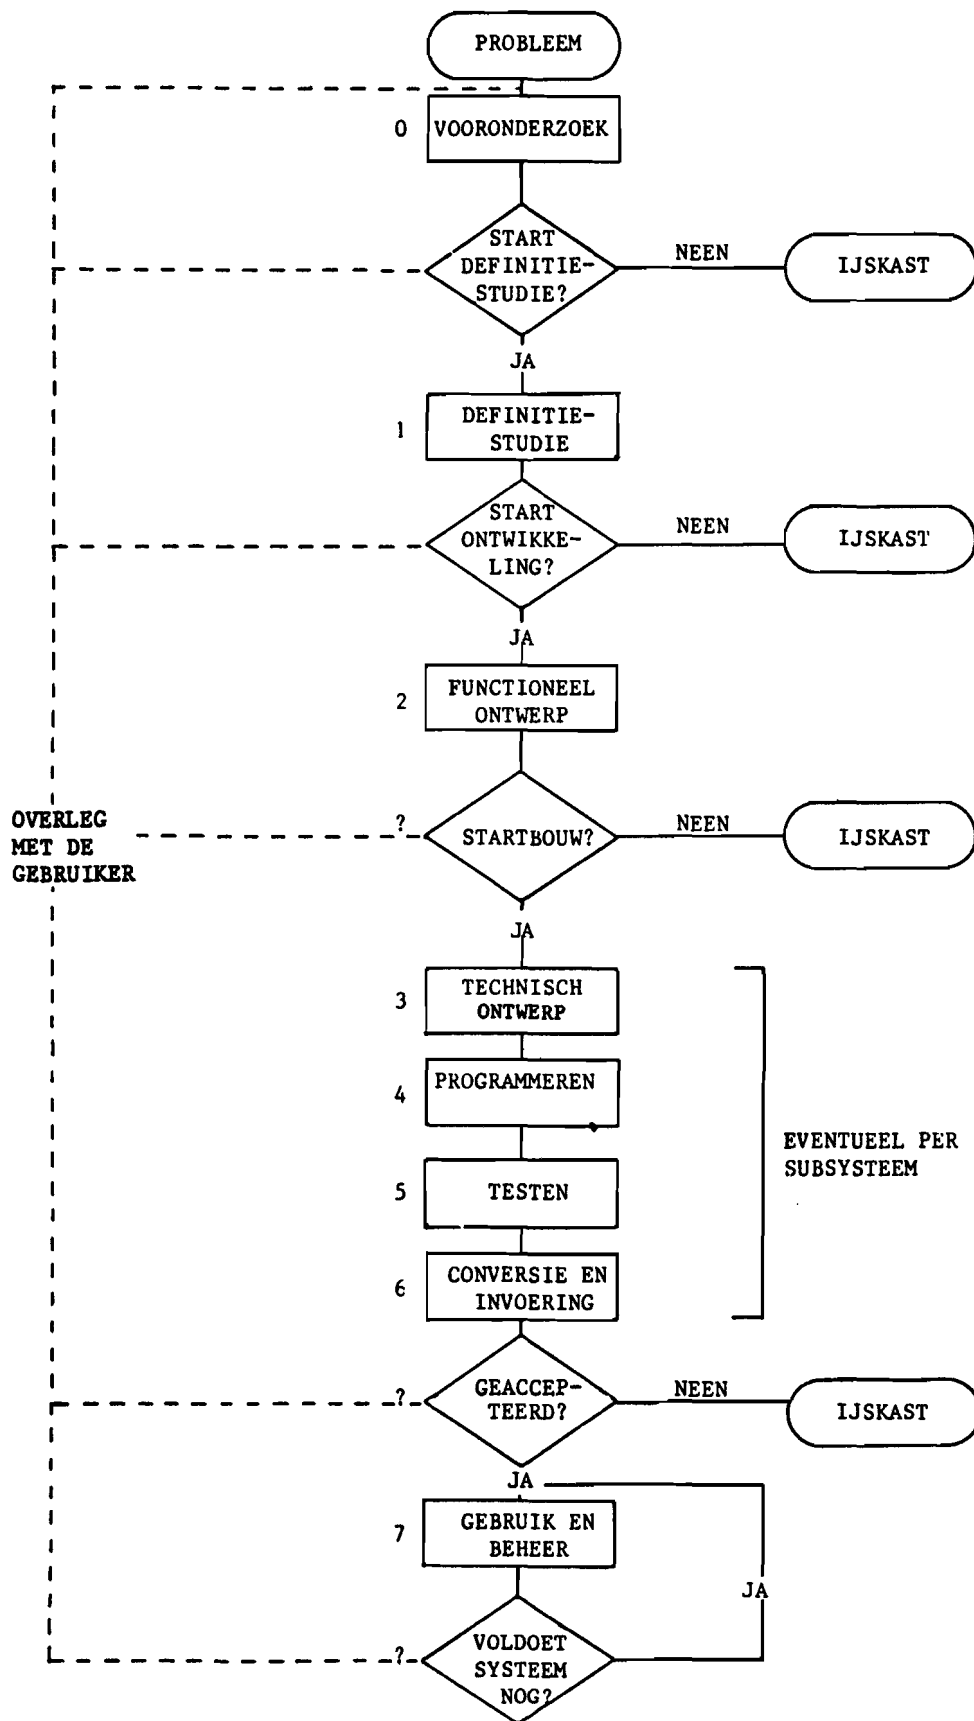 PROBLEEM
0
VOORONDERZOEK
START
DEFINITIE-
STUDIE?
NEEN
IJSKAST
JA
1
DEFINITIE-
STUDIE
START
ONTWIKKE-
LING?
NEEN
IJSKAST
JA
2
FUNCTIONEEL
ONTWERP
OVERLEG
MET DE
GEBRUIKER
?
STARTBOUW?
NEEN
IJSKAST
JA
3
TECHNISCH
ONTWERP
4
PROGRAMMEREN
EVENTUEEL PER
SUBSYSTEEM
5
TESTEN
6
CONVERSIE EN
INVOERING
?
GEACCEP-
TEERD?
NEEN
IJSKAST
JA
7
GEBRUIK EN
BEHEER
JA
?
VOLDOET
SYSTEEM
NOG?